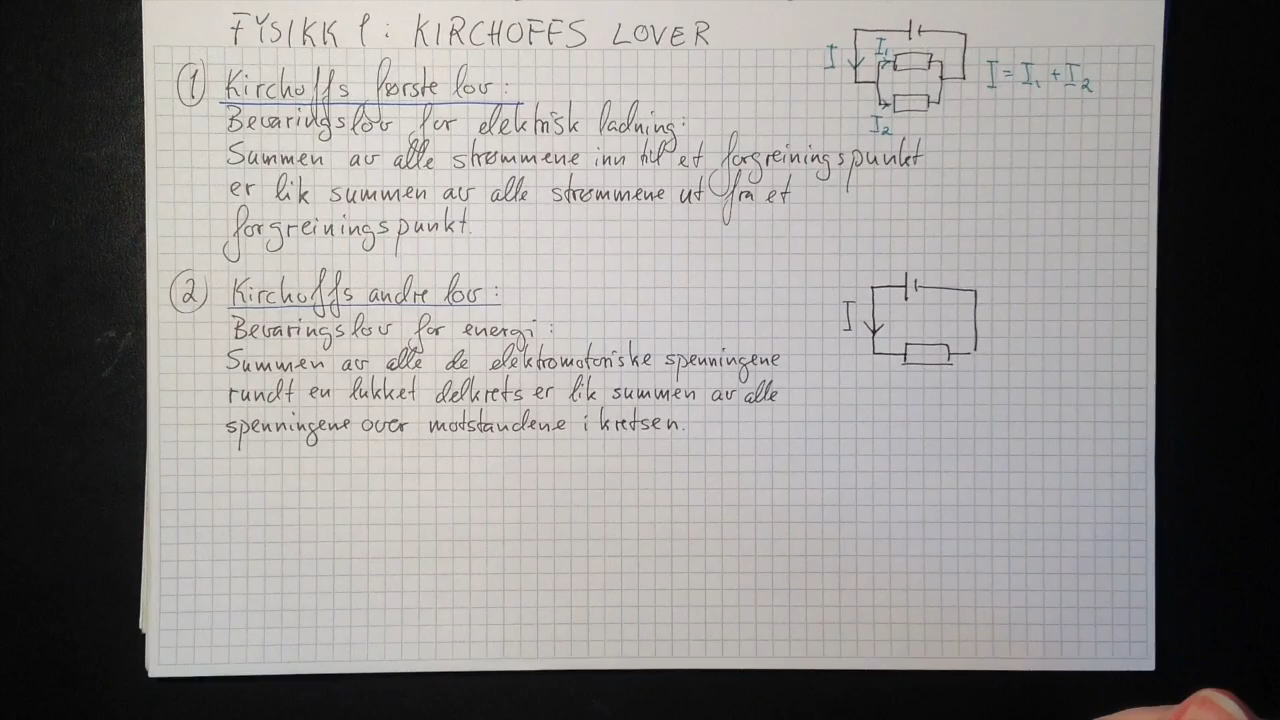 FYSIKK 1: KIRCHOFFS LOVER
① Kirchoffs første lov:
Bevaringslov for elektrisk ladning:
Summen av alle strømmene inn til et forgreiningspunkt
er lik summen av alle strømmene ut fra et
forgreiningspunkt.
I
I₁
I₂
I = I₁ + I₂
② Kirchoffs andre lov:
Bevaringslov for energi:
Summen av alle de elektromotoriske spenningene
rundt en lukket delkrets er lik summen av alle
spenningene over motstandene i kretsen.
I